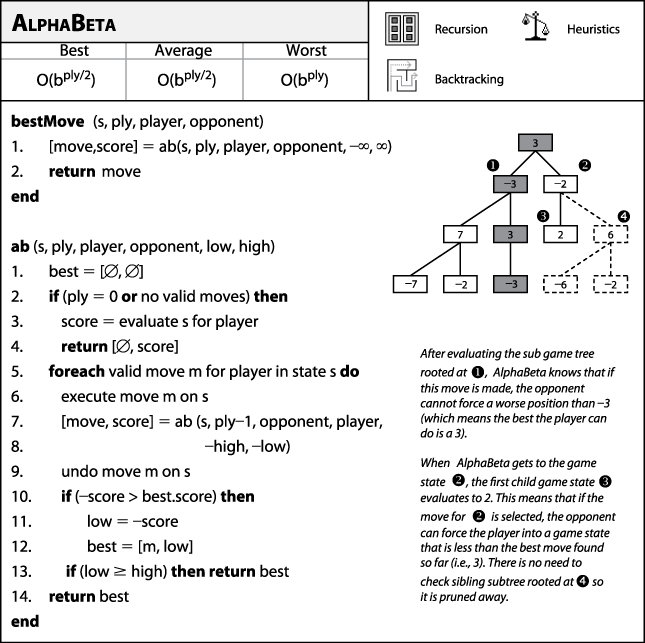 ALPHABETA
Best Average Worst
O(b^ply/2) O(b^ply/2) O(b^ply)
Recursion Heuristics
Backtracking
bestMove (s, ply, player, opponent)
1. [move,score] = ab(s, ply, player, opponent, −∞, ∞)
2. return move
end
ab (s, ply, player, opponent, low, high)
1. best = [∅, ∅]
2. if (ply = 0 or no valid moves) then
3. score = evaluate s for player
4. return [∅, score]
5. foreach valid move m for player in state s do
6. execute move m on s
7. [move, score] = ab (s, ply−1, opponent, player,
8. −high, −low)
9. undo move m on s
10. if (−score > best.score) then
11. low = −score
12. best = [m, low]
13. if (low ≥ high) then return best
14. return best
end
3
❶ ❷
−3 −2
❸ ❹
7 3 2 6
−7 −2 −3 −6 −2
After evaluating the sub game tree
rooted at ❶, AlphaBeta knows that if
this move is made, the opponent
cannot force a worse position than −3
(which means the best the player can
do is a 3).
When AlphaBeta gets to the game
state ❷, the first child game state ❸
evaluates to 2. This means that if the
move for ❷ is selected, the opponent
can force the player into a game state
that is less than the best move found
so far (i.e., 3). There is no need to
check sibling subtree rooted at ❹ so
it is pruned away.